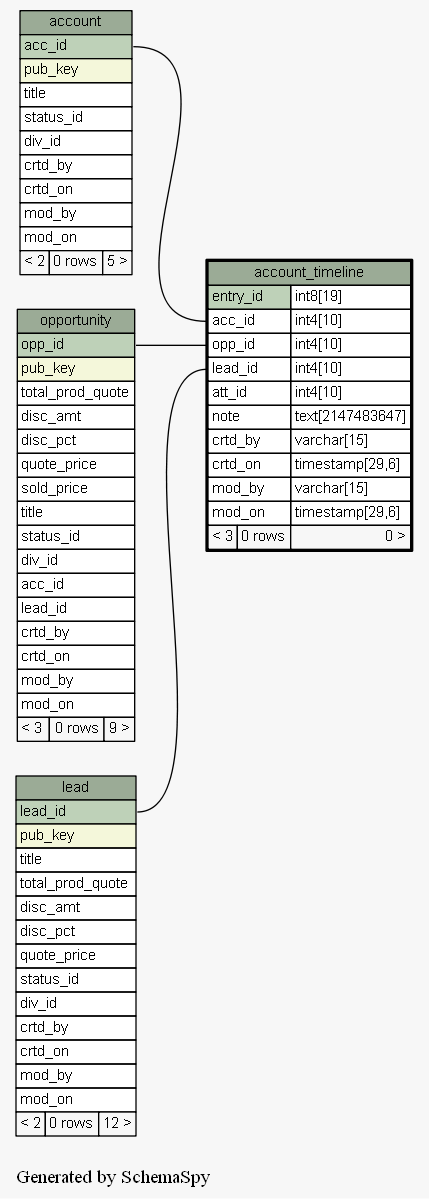 account
acc_id
pub_key
title
status_id
div_id
crtd_by
crtd_on
mod_by
mod_on
< 2 0 rows 5 >
account_timeline
entry_id int8[19]
acc_id int4[10]
opp_id int4[10]
lead_id int4[10]
att_id int4[10]
note text[2147483647]
crtd_by varchar[15]
crtd_on timestamp[29,6]
mod_by varchar[15]
mod_on timestamp[29,6]
< 3 0 rows 0 >
opportunity
opp_id
pub_key
total_prod_quote
disc_amt
disc_pct
quote_price
sold_price
title
status_id
div_id
acc_id
lead_id
crtd_by
crtd_on
mod_by
mod_on
< 3 0 rows 9 >
lead
lead_id
pub_key
title
total_prod_quote
disc_amt
disc_pct
quote_price
status_id
div_id
crtd_by
crtd_on
mod_by
mod_on
< 2 0 rows 12 >
Generated by SchemaSpy